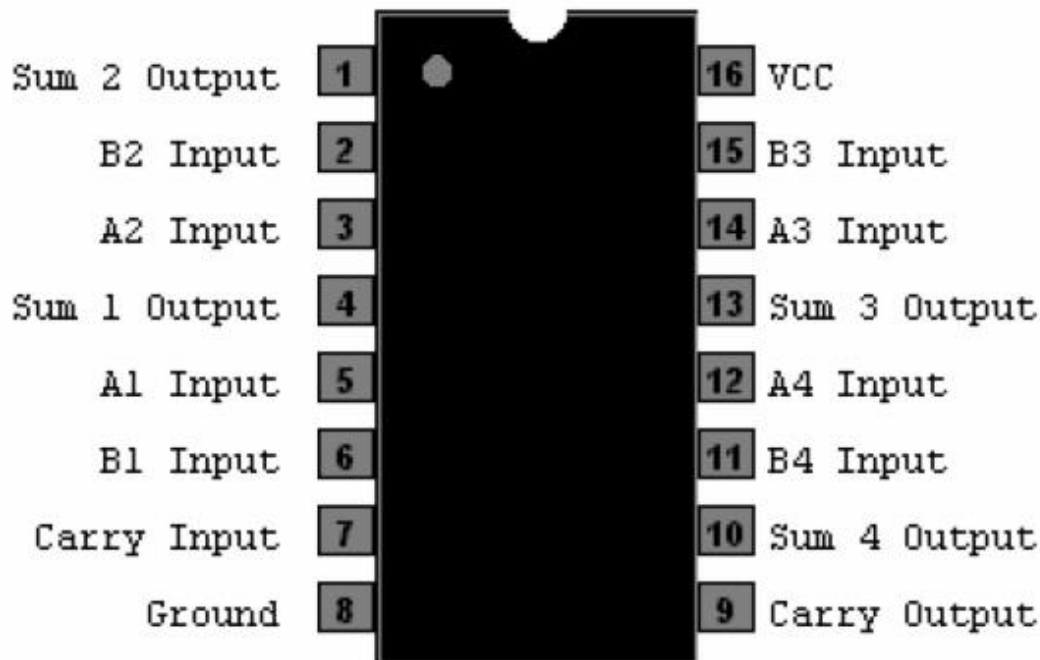 Sum 2 Output 1 16 VCC
B2 Input 2 15 B3 Input
A2 Input 3 14 A3 Input
Sum 1 Output 4 13 Sum 3 Output
A1 Input 5 12 A4 Input
B1 Input 6 11 B4 Input
Carry Input 7 10 Sum 4 Output
Ground 8 9 Carry Output